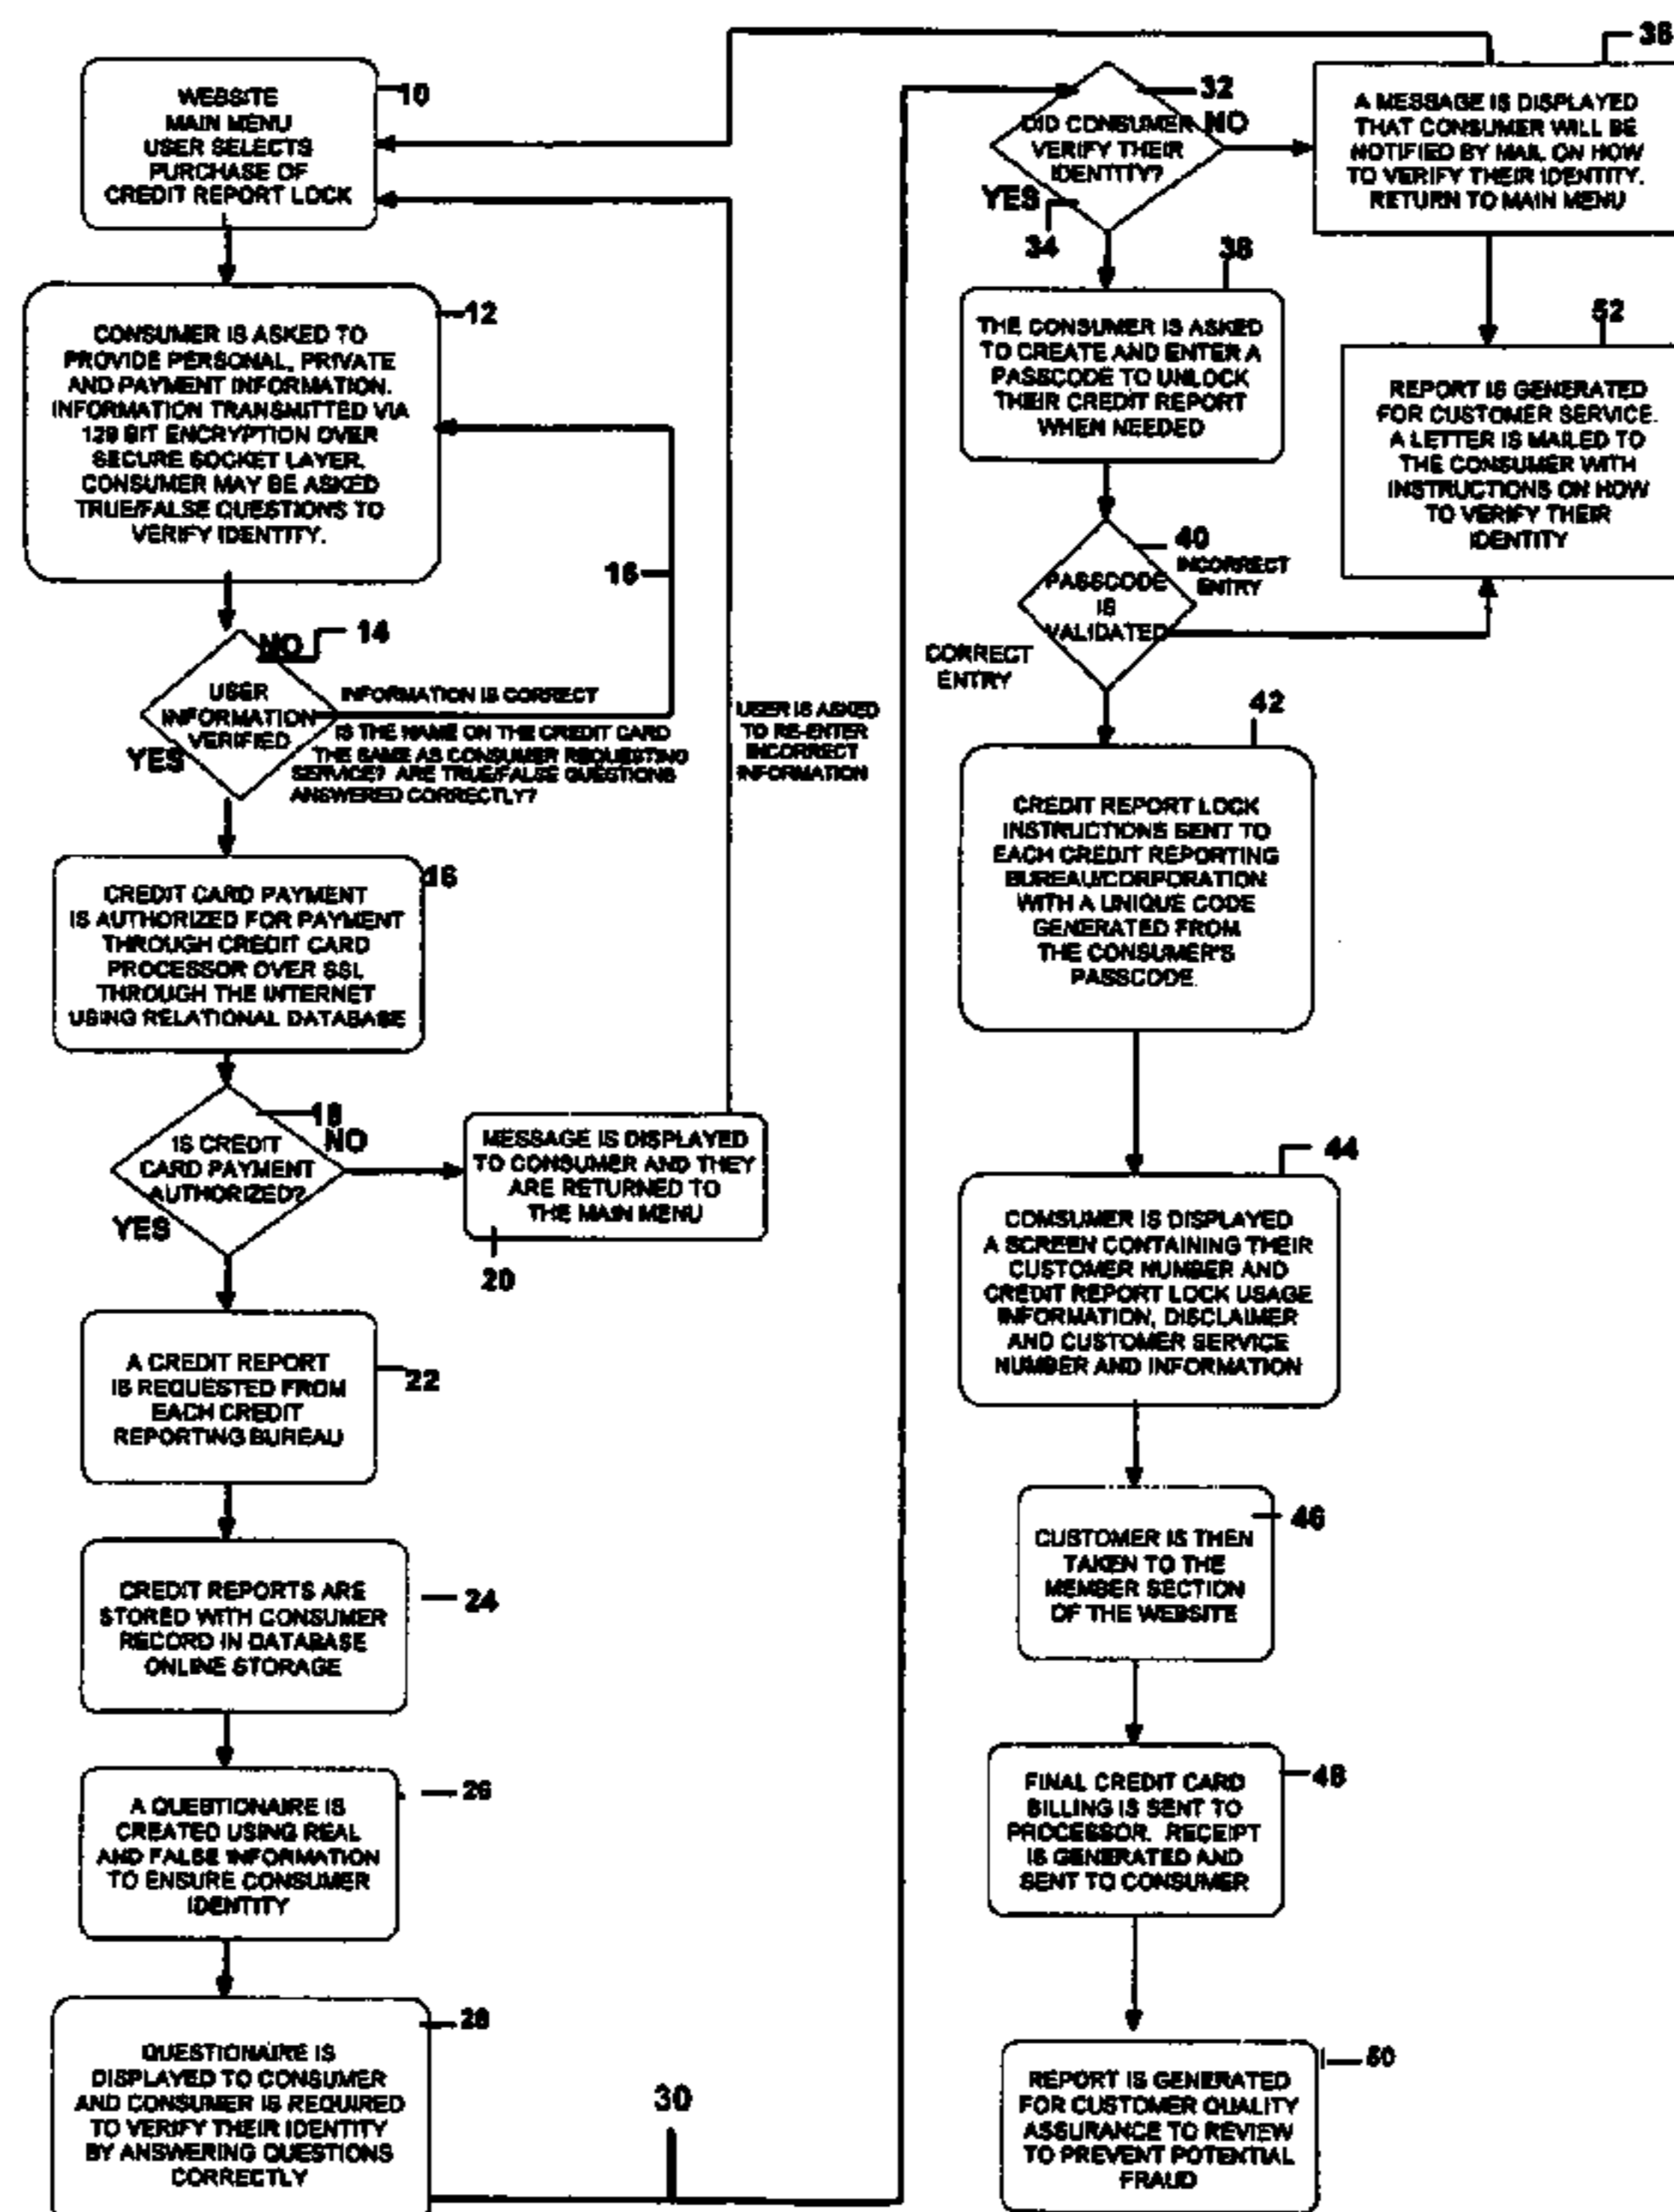 WEBSITE
MAIN MENU
USER SELECTS
PURCHASE OF
CREDIT REPORT LOCK
10
CONSUMER IS ASKED TO
PROVIDE PERSONAL, PRIVATE
AND PAYMENT INFORMATION.
INFORMATION TRANSMITTED VIA
128 BIT ENCRYPTION OVER
SECURE SOCKET LAYER.
CONSUMER MAY BE ASKED
TRUE/FALSE QUESTIONS TO
VERIFY IDENTITY.
12
16
NO
14
USER
INFORMATION
VERIFIED
YES
INFORMATION IS CORRECT
IS THE NAME ON THE CREDIT CARD
THE SAME AS CONSUMER REQUESTING
SERVICE? ARE TRUE/FALSE QUESTIONS
ANSWERED CORRECTLY?
USER IS ASKED
TO RE-ENTER
INCORRECT
INFORMATION
CREDIT CARD PAYMENT
IS AUTHORIZED FOR PAYMENT
THROUGH CREDIT CARD
PROCESSOR OVER SSL
THROUGH THE INTERNET
USING RELATIONAL DATABASE
16
18
IS CREDIT
CARD PAYMENT
AUTHORIZED?
NO
YES
MESSAGE IS DISPLAYED
TO CONSUMER AND THEY
ARE RETURNED TO
THE MAIN MENU
20
A CREDIT REPORT
IS REQUESTED FROM
EACH CREDIT
REPORTING BUREAU
22
CREDIT REPORTS ARE
STORED WITH CONSUMER
RECORD IN DATABASE
ONLINE STORAGE
24
A QUESTIONAIRE IS
CREATED USING REAL
AND FALSE INFORMATION
TO ENSURE CONSUMER
IDENTITY
26
QUESTIONAIRE IS
DISPLAYED TO CONSUMER
AND CONSUMER IS REQUIRED
TO VERIFY THEIR IDENTITY
BY ANSWERING QUESTIONS
CORRECTLY
28
30
32
DID CONSUMER
VERIFY THEIR
IDENTITY?
NO
YES
34
36
A MESSAGE IS DISPLAYED
THAT CONSUMER WILL BE
NOTIFIED BY MAIL ON HOW
TO VERIFY THEIR IDENTITY.
RETURN TO MAIN MENU
38
THE CONSUMER IS ASKED
TO CREATE AND ENTER A
PASSCODE TO UNLOCK
THEIR CREDIT REPORT
WHEN NEEDED
52
REPORT IS GENERATED
FOR CUSTOMER SERVICE.
A LETTER IS MAILED TO
THE CONSUMER WITH
INSTRUCTIONS ON HOW
TO VERIFY THEIR
IDENTITY
40
INCORRECT
ENTRY
PASSCODE
IS
VALIDATED
CORRECT
ENTRY
42
CREDIT REPORT LOCK
INSTRUCTIONS SENT TO
EACH CREDIT REPORTING
BUREAU/CORPORATION
WITH A UNIQUE CODE
GENERATED FROM
THE CONSUMER'S
PASSCODE.
44
COMSUMER IS DISPLAYED
A SCREEN CONTAINING THEIR
CUSTOMER NUMBER AND
CREDIT REPORT LOCK USAGE
INFORMATION, DISCLAIMER
AND CUSTOMER SERVICE
NUMBER AND INFORMATION
46
CUSTOMER IS THEN
TAKEN TO THE
MEMBER SECTION
OF THE WEBSITE
48
FINAL CREDIT CARD
BILLING IS SENT TO
PROCESSOR. RECEIPT
IS GENERATED AND
SENT TO CONSUMER
50
REPORT IS GENERATED
FOR CUSTOMER QUALITY
ASSURANCE TO REVIEW
TO PREVENT POTENTIAL
FRAUD